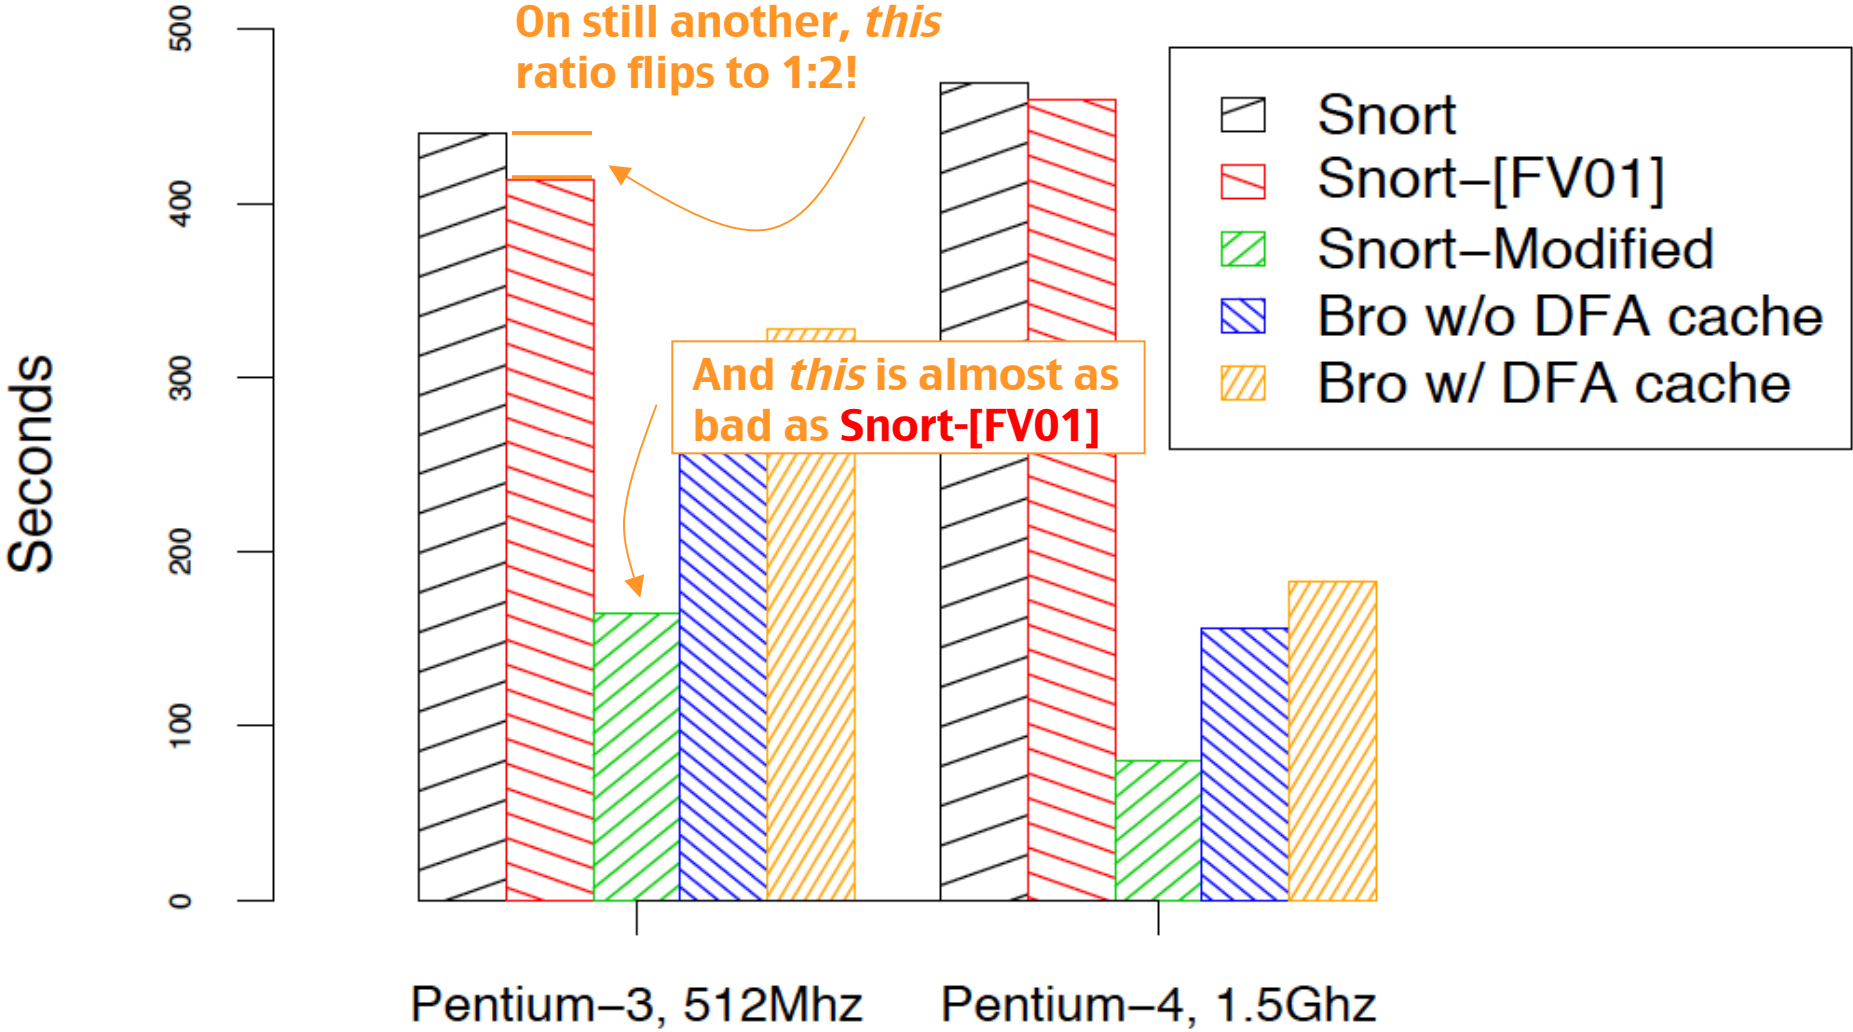 On still another, this
ratio flips to 1:2!
Seconds
500
400
300
200
100
0
Snort
Snort–[FV01]
Snort–Modified
Bro w/o DFA cache
Bro w/ DFA cache
And this is almost as
bad as Snort-[FV01]
Pentium–3, 512Mhz
Pentium–4, 1.5Ghz